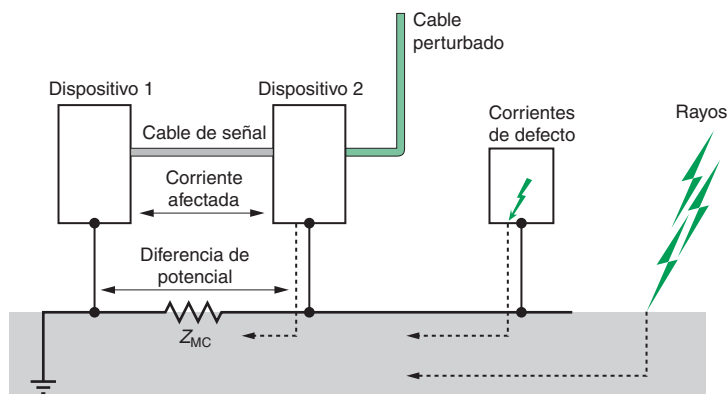 Cable
perturbado
Dispositivo 1
Dispositivo 2
Cable de señal
Corrientes
de defecto
Rayos
Corriente
afectada
Diferencia de
potencial
ZMC